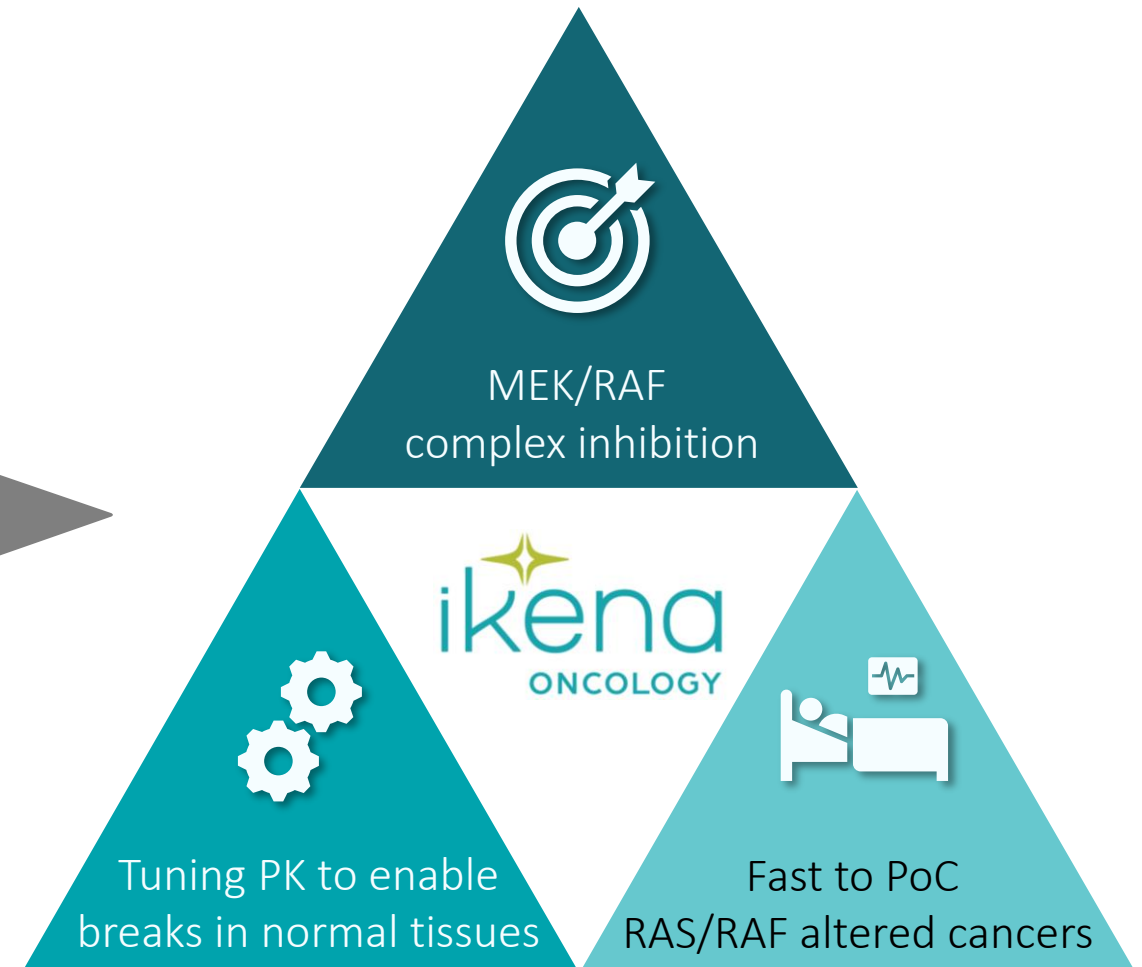 MEK/RAF
complex inhibition
ikena
ONCOLOGY
Tuning PK to enable
breaks in normal tissues
Fast to PoC
RAS/RAF altered cancers